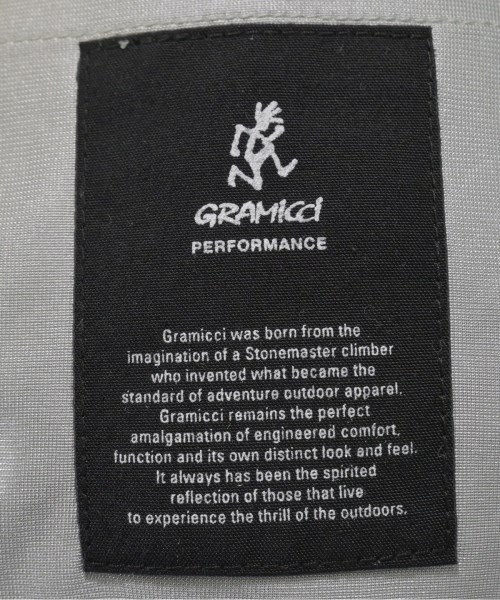 GRAMICCI
PERFORMANCE
Gramicci was born from the
imagination of a Stonemaster climber
who invented what became the
standard of adventure outdoor apparel.
Gramicci remains the perfect
amalgamation of engineered comfort,
function and its own distinct look and feel.
It always has been the spirited
reflection of those that live
to experience the thrill of the outdoors.